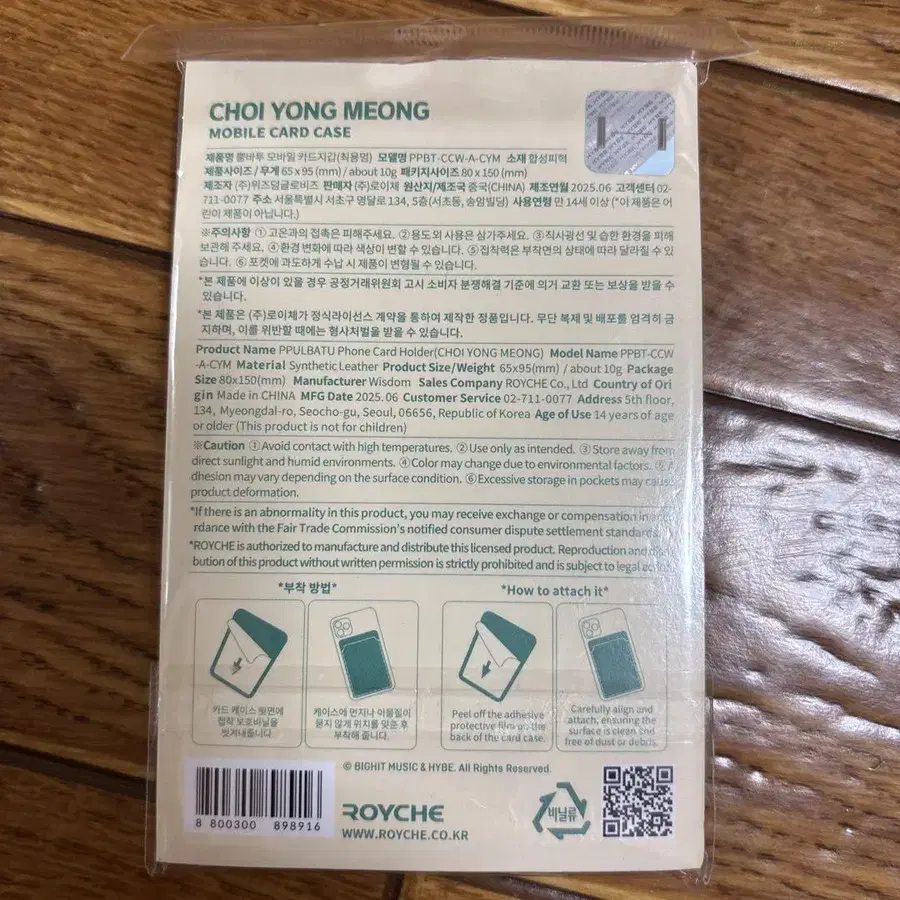 CHOI YONG MEONG
MOBILE CARD CASE
제품명 뿔바투 모바일 카드지갑(최용멍) 모델명 PPBT-CCW-A-CYM 소재 합성피혁
제품사이즈 / 무게 65 x 95 (mm) / about 10g 패키지사이즈 80 x 150 (mm)
제조자 (주)위즈덤글로비즈 판매자 (주)로이체 원산지/제조국 중국(CHINA) 제조연월 2025.06 고객센터 02-
711-0077 주소 서울특별시 서초구 명달로 134, 5층(서초동, 송암빌딩) 사용연령 만 14세 이상 (*이 제품은 어
린이 제품이 아닙니다.)
※주의사항 ① 고온과의 접촉은 피해주세요. ②용도 외 사용은 삼가주세요. ③직사광선 및 습한 환경을 피해
보관해 주세요. ④환경 변화에 따라 색상이 변할 수 있습니다. ⑤접착력은 부착면의 상태에 따라 달라질 수 있
습니다. ⑥ 포켓에 과도하게 수납 시 제품이 변형될 수 있습니다.
*본 제품에 이상이 있을 경우 공정거래위원회 고시 소비자 분쟁해결 기준에 의거 교환 또는 보상을 받을 수
있습니다.
*본 제품은 (주)로이체가 정식라이선스 계약을 통하여 제작한 정품입니다. 무단 복제 및 배포를 엄격히 금
지하며, 이를 위반할 때에는 형사처벌을 받을 수 있습니다.
Product Name PPULBATU Phone Card Holder(CHOI YONG MEONG) Model Name PPBT-CCW
-A-CYM Material Synthetic Leather Product Size/Weight 65x95(mm) / about 10g Package
Size 80x150(mm) Manufacturer Wisdom Sales Company ROYCHE Co., Ltd Country of Ori
gin Made in CHINA MFG Date 2025.06 Customer Service 02-711-0077 Address 5th floor,
134, Myeongdal-ro, Seocho-gu, Seoul, 06656, Republic of Korea Age of Use 14 years of age
or older (This product is not for children)
※Caution ①Avoid contact with high temperatures. ②Use only as intended. ③Store away from
direct sunlight and humid environments. ④Color may change due to environmental factors. ⑤A
dhesion may vary depending on the surface condition. ⑥Excessive storage in pockets may cause
product deformation.
*If there is an abnormality in this product, you may receive exchange or compensation in acco
rdance with the Fair Trade Commission's notified consumer dispute settlement standards.
*ROYCHE is authorized to manufacture and distribute this licensed product. Reproduction and distri
bution of this product without written permission is strictly prohibited and is subject to legal action.
*부착 방법*
*How to attach it*
카드 케이스 뒷면에
접착 보호비닐을
벗겨내줍니다.
케이스에 먼지나 이물질이
묻지 않게 위치를 맞춘 후
부착해 줍니다.
Peel off the adhesive
protective film on the
back of the card case.
Carefully align and
attach, ensuring the
surface is clean and
free of dust or debris.
© BIGHIT MUSIC & HYBE. All Rights Reserved.
8 800300 898916
ROYCHE
WWW.ROYCHE.CO.KR
비닐류